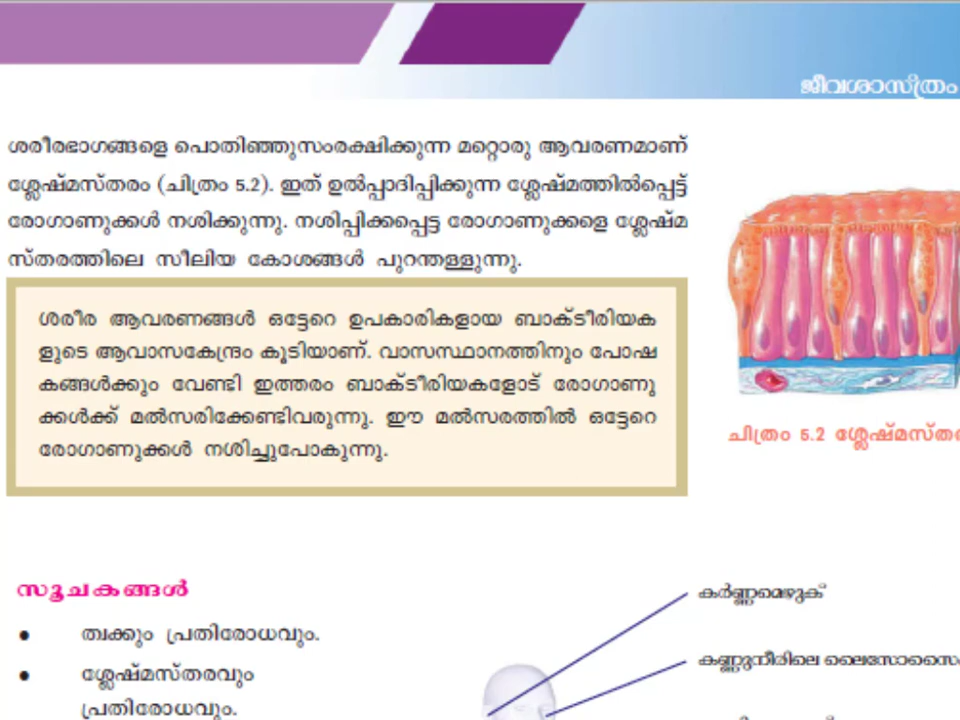 ജീവശാസ്ത്രം
ശരീരഭാഗങ്ങളെ പൊതിഞ്ഞുസംരക്ഷിക്കുന്ന മറ്റൊരു ആവരണമാണ്
ശ്ലേഷ്മസ്തരം (ചിത്രം 5.2). ഇത് ഉൽപ്പാദിപ്പിക്കുന്ന ശ്ലേഷ്മത്തിൽപ്പെട്ട്
രോഗാണുക്കൾ നശിക്കുന്നു. നശിപ്പിക്കപ്പെട്ട രോഗാണുക്കളെ ശ്ലേഷ്മ
സ്തരത്തിലെ സീലിയ കോശങ്ങൾ പുറന്തള്ളുന്നു.
ശരീര ആവരണങ്ങൾ ഒട്ടേറെ ഉപകാരികളായ ബാക്ടീരിയക
ളുടെ ആവാസകേന്ദ്രം കൂടിയാണ്. വാസസ്ഥാനത്തിനും പോഷ
കങ്ങൾക്കും വേണ്ടി ഇത്തരം ബാക്ടീരിയകളോട് രോഗാണു
ക്കൾക്ക് മൽസരിക്കേണ്ടിവരുന്നു. ഈ മൽസരത്തിൽ ഒട്ടേറെ
രോഗാണുക്കൾ നശിച്ചുപോകുന്നു.
ചിത്രം 5.2 ശ്ലേഷ്മസ്തര
സൂചകങ്ങൾ
● ത്വക്കും പ്രതിരോധവും.
● ശ്ലേഷ്മസ്തരവും
പ്രതിരോധവും.
കർണ്ണമെഴുക്
കണ്ണുനീരിലെ ലൈസോസൈം